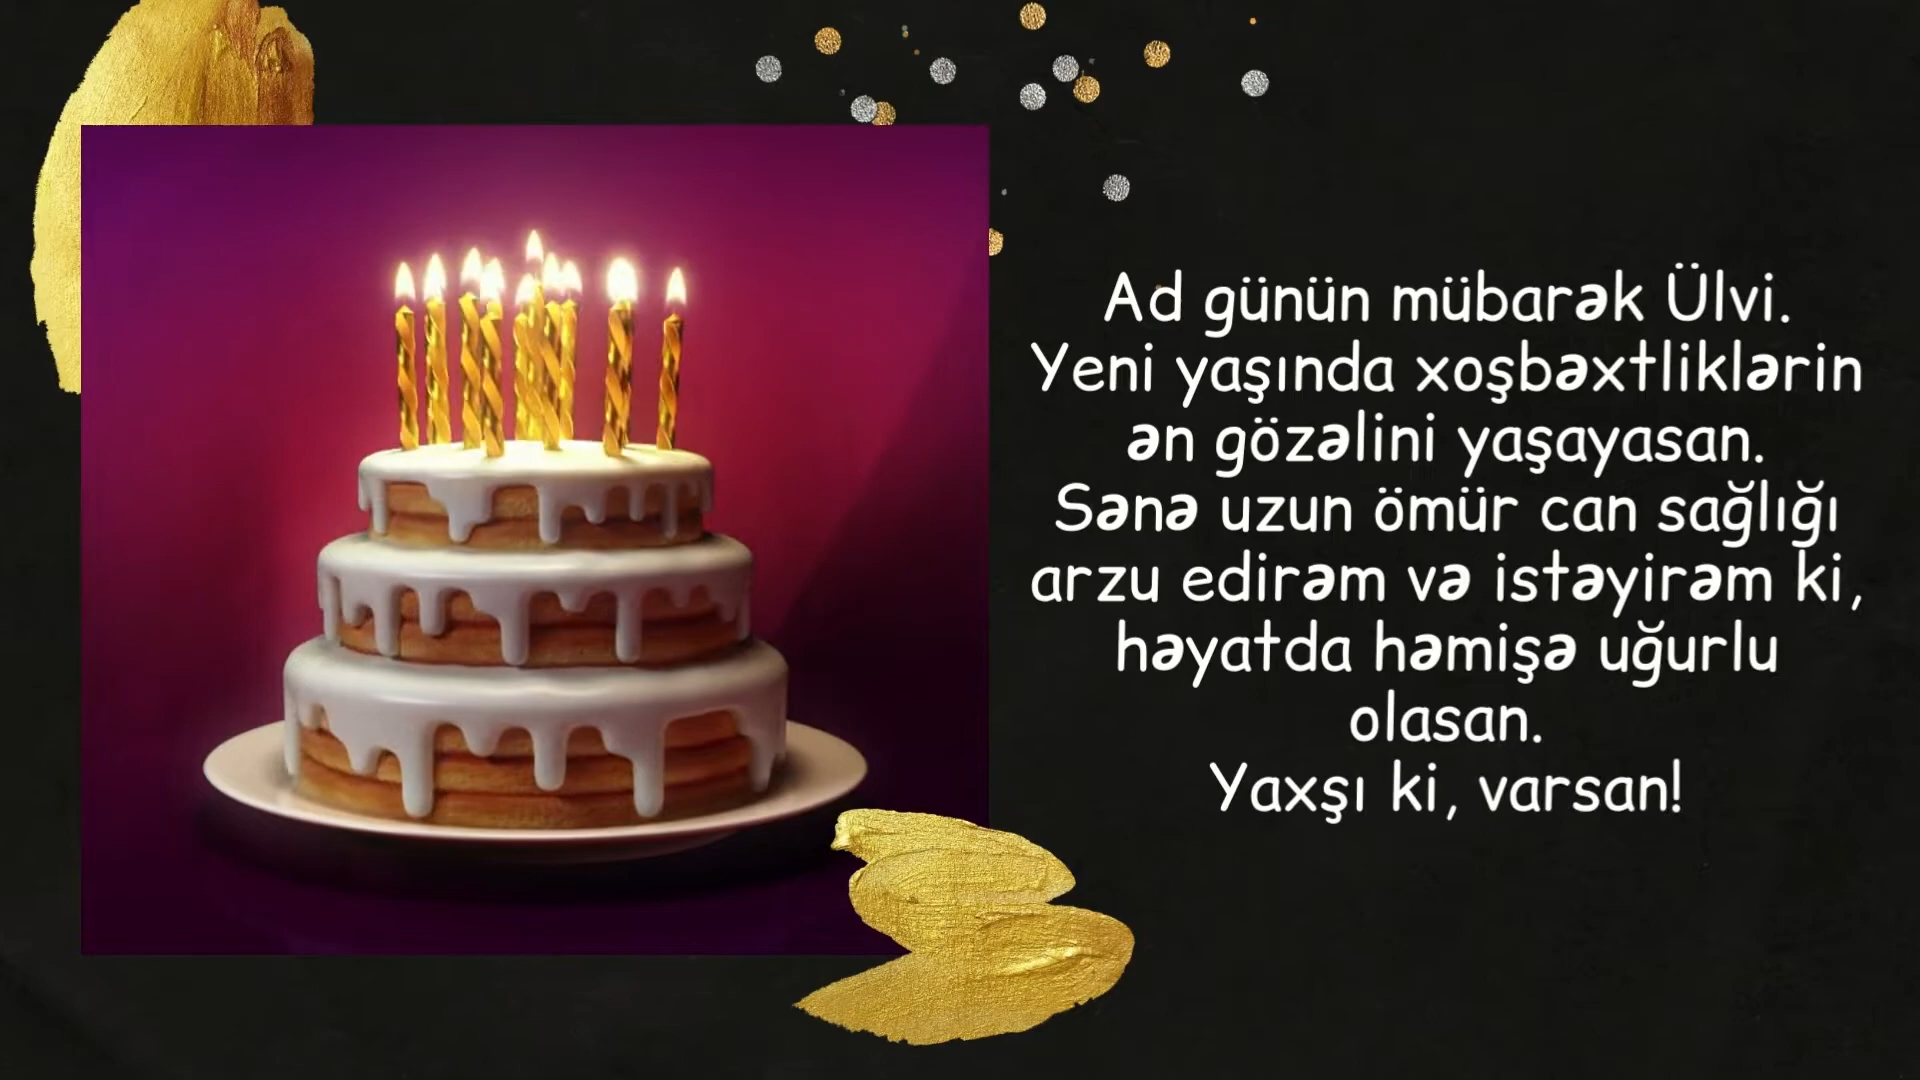 Ad günün mübarək Ülvi.
Yeni yaşında xoşbəxtliklərin
ən gözəlini yaşayasan.
Sənə uzun ömür can sağlığı
arzu edirəm və istəyirəm ki,
həyatda həmişə uğurlu
olasan.
Yaxşı ki, varsan!